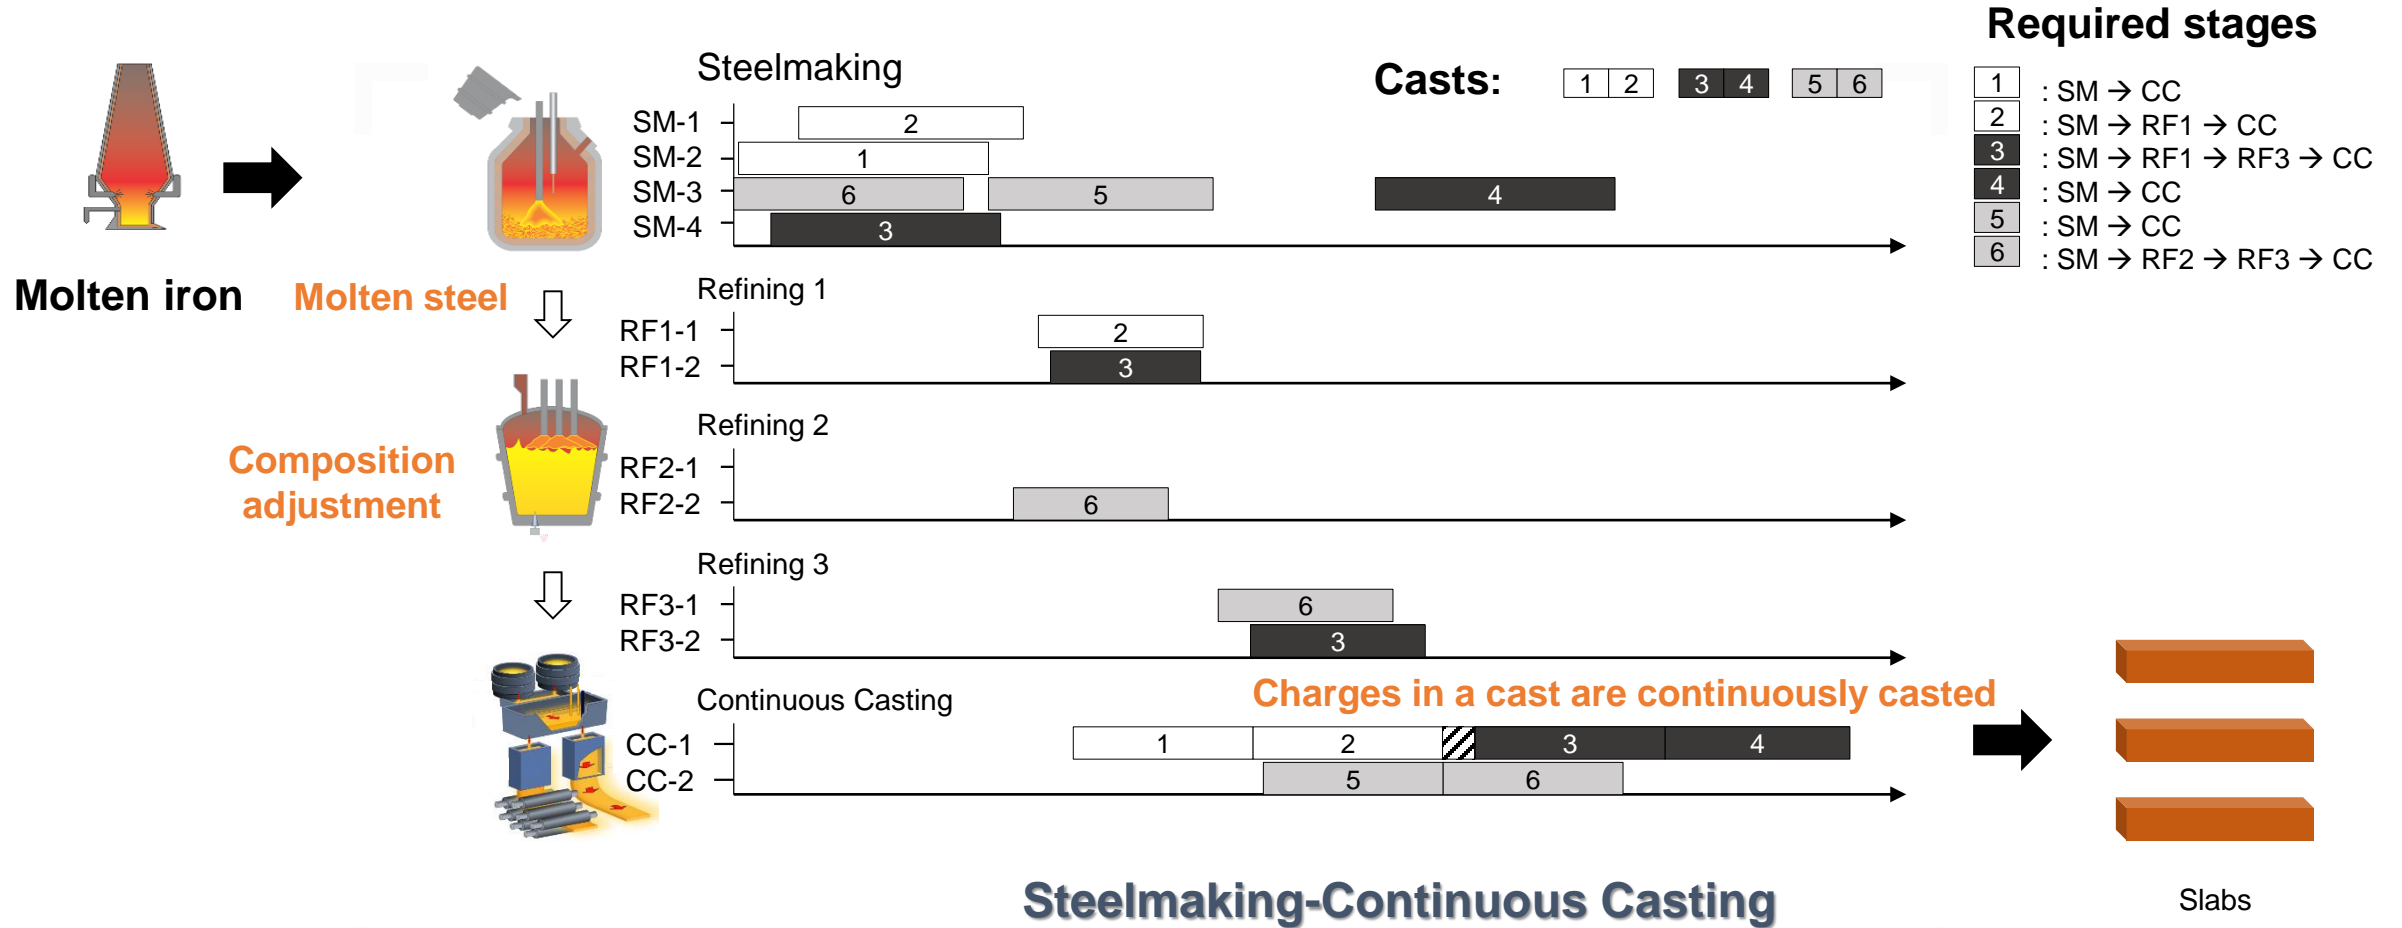 Required stages
Steelmaking
Casts: 1 2 3 4 5 6
1 : SM → CC
2 : SM → RF1 → CC
3 : SM → RF1 → RF3 → CC
4 : SM → CC
5 : SM → CC
6 : SM → RF2 → RF3 → CC
SM-1 2
SM-2 1
SM-3 6 5 4
SM-4 3
Molten iron
Molten steel
Refining 1
RF1-1 2
RF1-2 3
Refining 2
Composition
adjustment
RF2-1
RF2-2 6
Refining 3
RF3-1 6
RF3-2 3
Charges in a cast are continuously casted
Continuous Casting
CC-1 1 2 3 4
CC-2 5 6
Steelmaking-Continuous Casting
Slabs